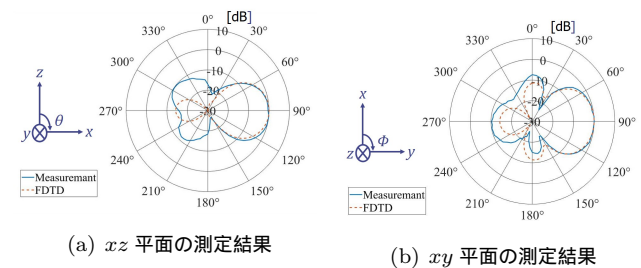 0° [dB]
330° 10 30°
300° 0 60°
-10
-20
270° -30 90°
240° 120°
210° 150°
180°
z
θ
y x
Measuremant
FDTD
(a) xz 平面の測定結果
0° [dB]
330° 10 30°
300° 0 60°
-10
-20
270° -30 90°
240° 120°
210° 150°
180°
x
Φ
z y
Measuremant
FDTD
(b) xy 平面の測定結果